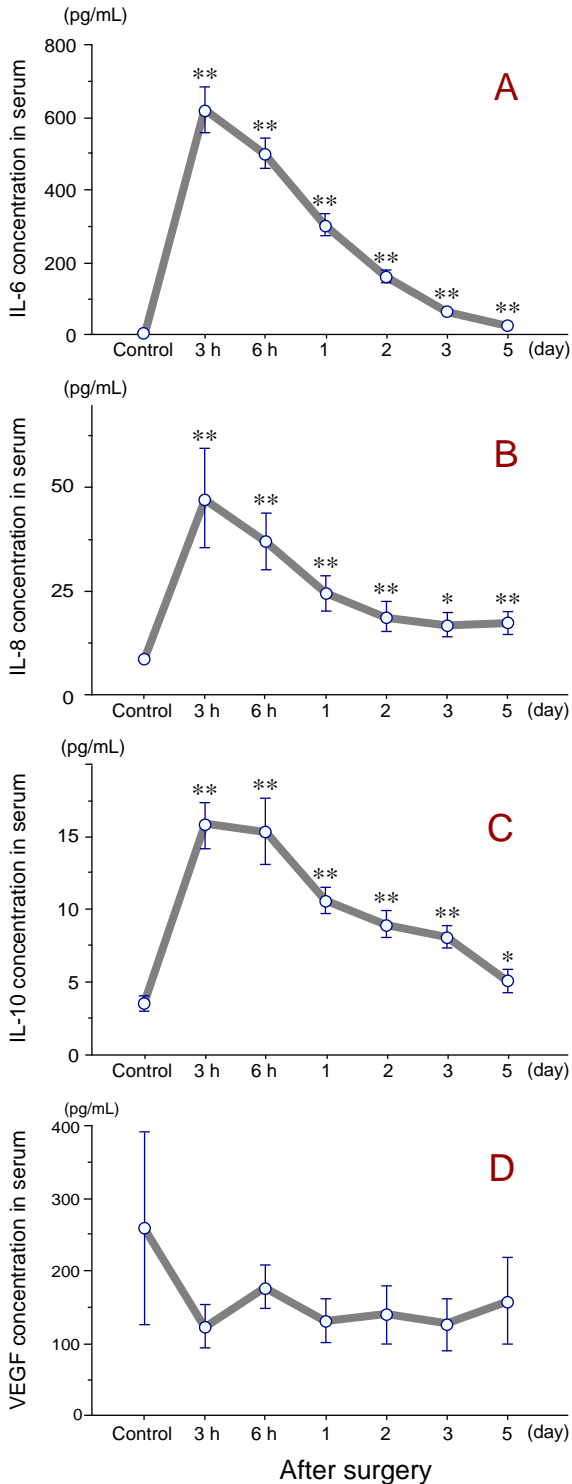 (pg/mL)
800
A
**
600
**
400
**
200
**
**
**
0
IL-6 concentration in serum
Control 3 h 6 h 1 2 3 5 (day)
(pg/mL)
B
**
50
**
**
25
**
*
**
0
IL-8 concentration in serum
Control 3 h 6 h 1 2 3 5 (day)
(pg/mL)
C
**
**
15
**
10
**
**
5
*
0
IL-10 concentration in serum
Control 3 h 6 h 1 2 3 5 (day)
(pg/mL)
400
D
300
200
100
0
VEGF concentration in serum
Control 3 h 6 h 1 2 3 5 (day)
After surgery